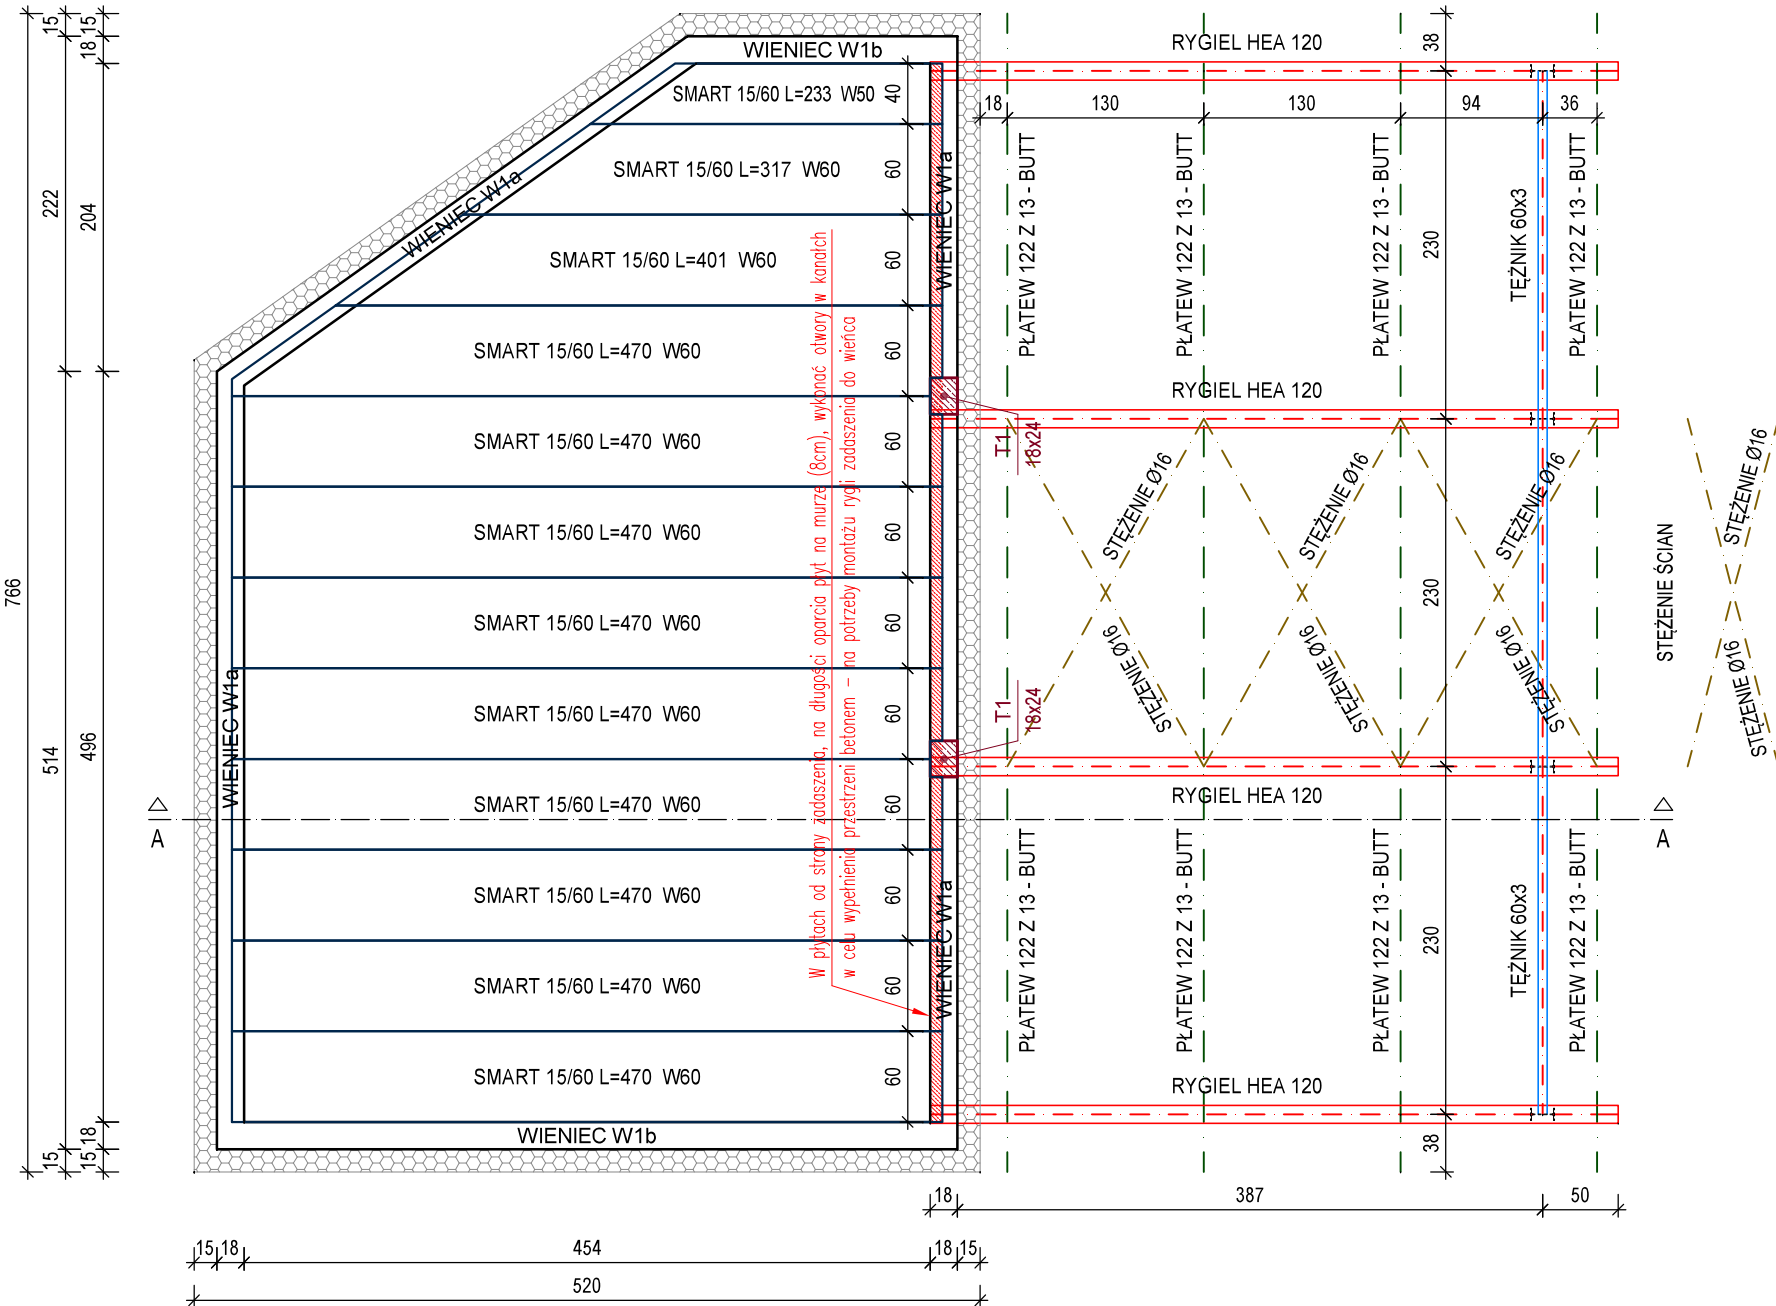 WIENIEC W1b
RYGIEL HEA 120
SMART 15/60 L=233 W50
SMART 15/60 L=317 W60
SMART 15/60 L=401 W60
SMART 15/60 L=470 W60
SMART 15/60 L=470 W60
SMART 15/60 L=470 W60
SMART 15/60 L=470 W60
SMART 15/60 L=470 W60
SMART 15/60 L=470 W60
SMART 15/60 L=470 W60
SMART 15/60 L=470 W60
SMART 15/60 L=470 W60
WIENIEC W1b
WIENIEC W1a
WIENIEC W1a
WIENIEC W1a
WIENIEC W1a
W płytach od strony zadaszenia, na długości oparcia płyt na murze (8cm), wykonać otwory w kanałch
w celu wypełnienia przestrzeni betonem – na potrzeby montażu rygli zadaszenia do wieńca
40
60
60
60
60
60
60
60
60
60
60
60
15
222
514
15
766
15
18
204
496
18
15
18
130
130
94
36
38
230
230
230
38
PŁATEW 122 Z 13 - BUTT
PŁATEW 122 Z 13 - BUTT
PŁATEW 122 Z 13 - BUTT
TĘŻNIK 60x3
PŁATEW 122 Z 13 - BUTT
RYGIEL HEA 120
T1
18x24
STĘŻENIE Ø16
STĘŻENIE Ø16
STĘŻENIE Ø16
STĘŻENIE Ø16
STĘŻENIE Ø16
STĘŻENIE Ø16
T1
18x24
STĘŻENIE ŚCIAN
STĘŻENIE Ø16
STĘŻENIE Ø16
STĘŻENIE Ø16
STĘŻENIE Ø16
RYGIEL HEA 120
A
A
PŁATEW 122 Z 13 - BUTT
PŁATEW 122 Z 13 - BUTT
PŁATEW 122 Z 13 - BUTT
TĘŻNIK 60x3
PŁATEW 122 Z 13 - BUTT
RYGIEL HEA 120
18
387
50
15
18
454
18
15
520